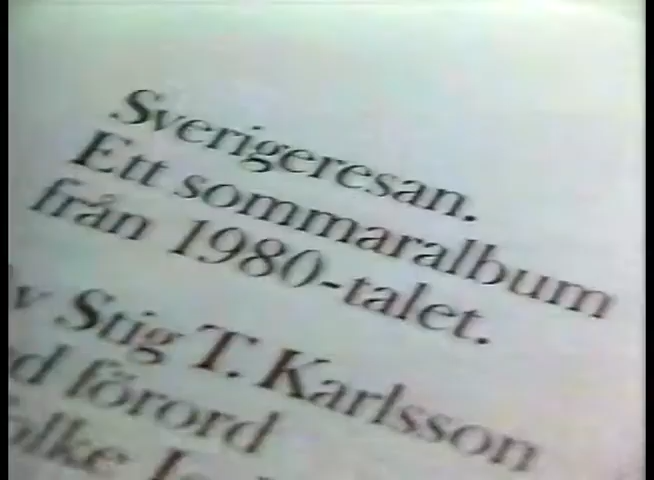 Sverigeresan.
Ett sommaralbum
från 1980-talet.
Stig T. Karlsson
förord